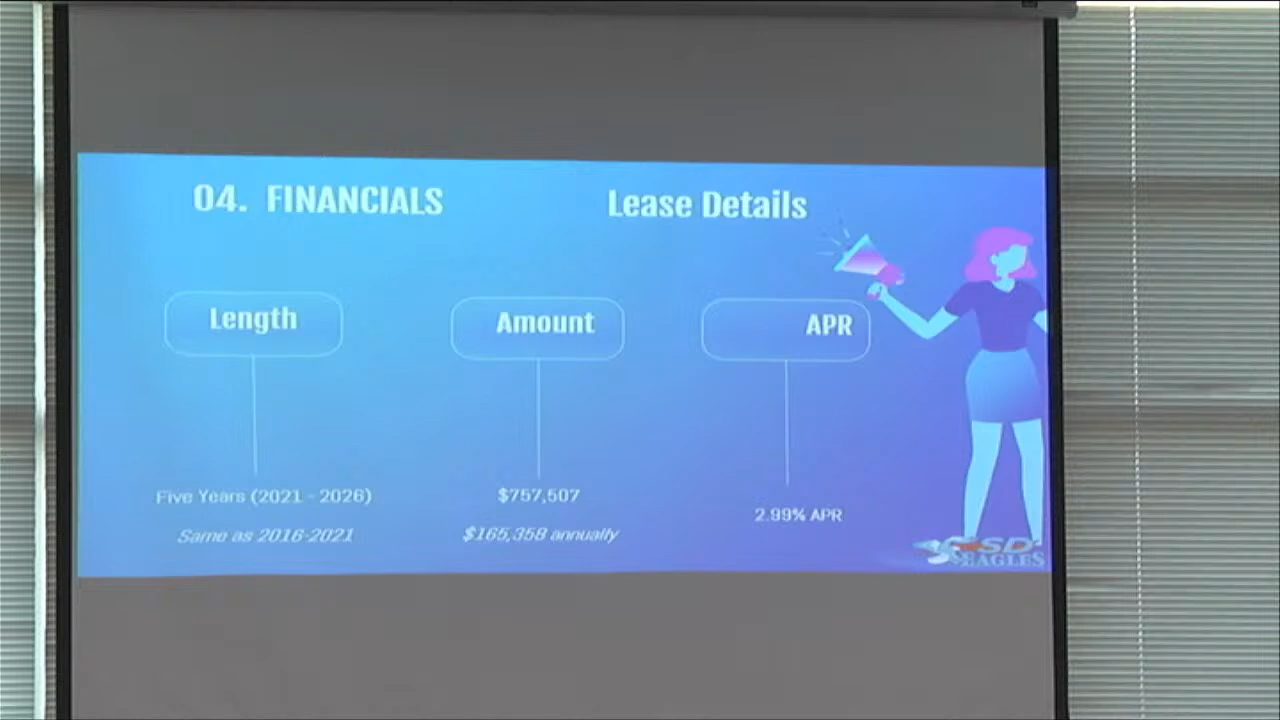 04. FINANCIALS
Lease Details
Length
Amount
APR
Five Years (2021 - 2026)
Same as 2016-2021
$757,507
$165,358 annually
2.99% APR
EAGLES